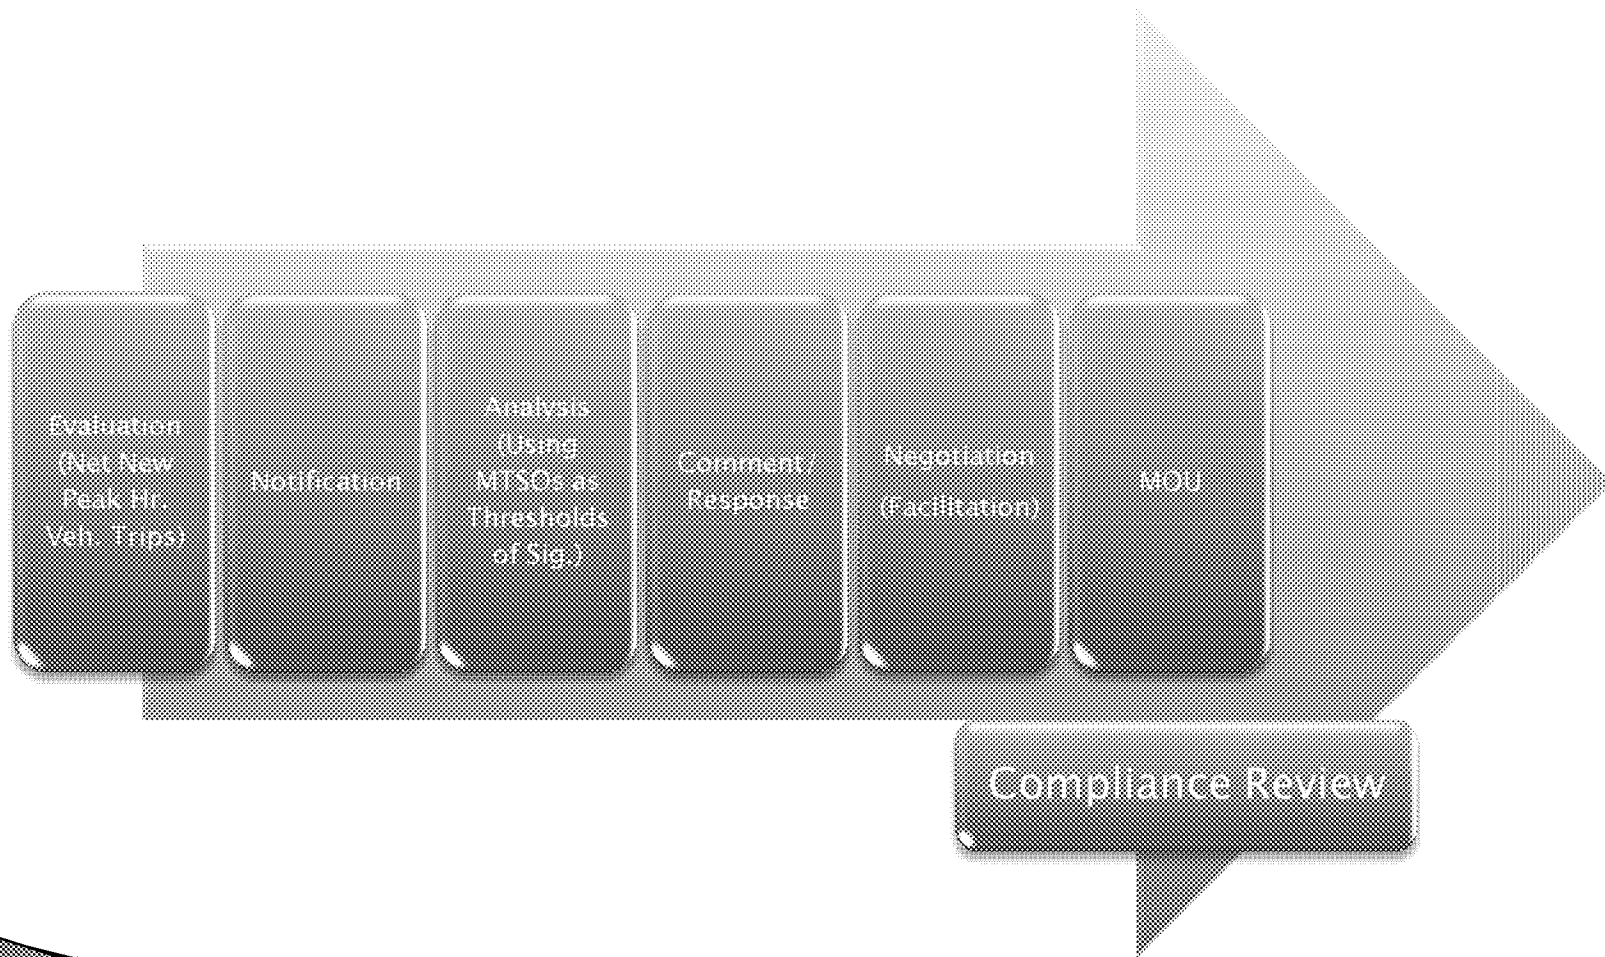 Evaluation
(Net New
Peak Hr.
Veh. Trips)
Notification
Analysis
(Using
MTSOs as
Thresholds
of Sig.)
Comment/
Response
Negotiation
(Facilitation)
MOU
Compliance Review